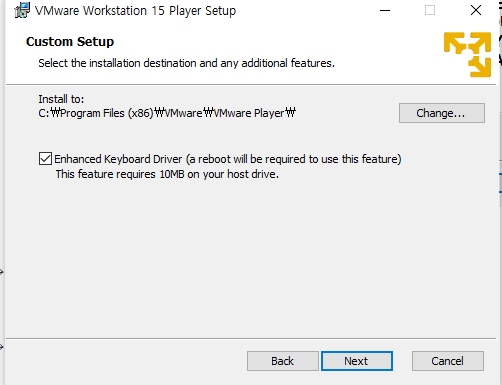 VMware Workstation 15 Player Setup
Custom Setup
Select the installation destination and any additional features.
Install to:
C:₩Program Files (x86)₩VMware₩VMware Player₩
Change...
Enhanced Keyboard Driver (a reboot will be required to use this feature)
This feature requires 10MB on your host drive.
Back
Next
Cancel